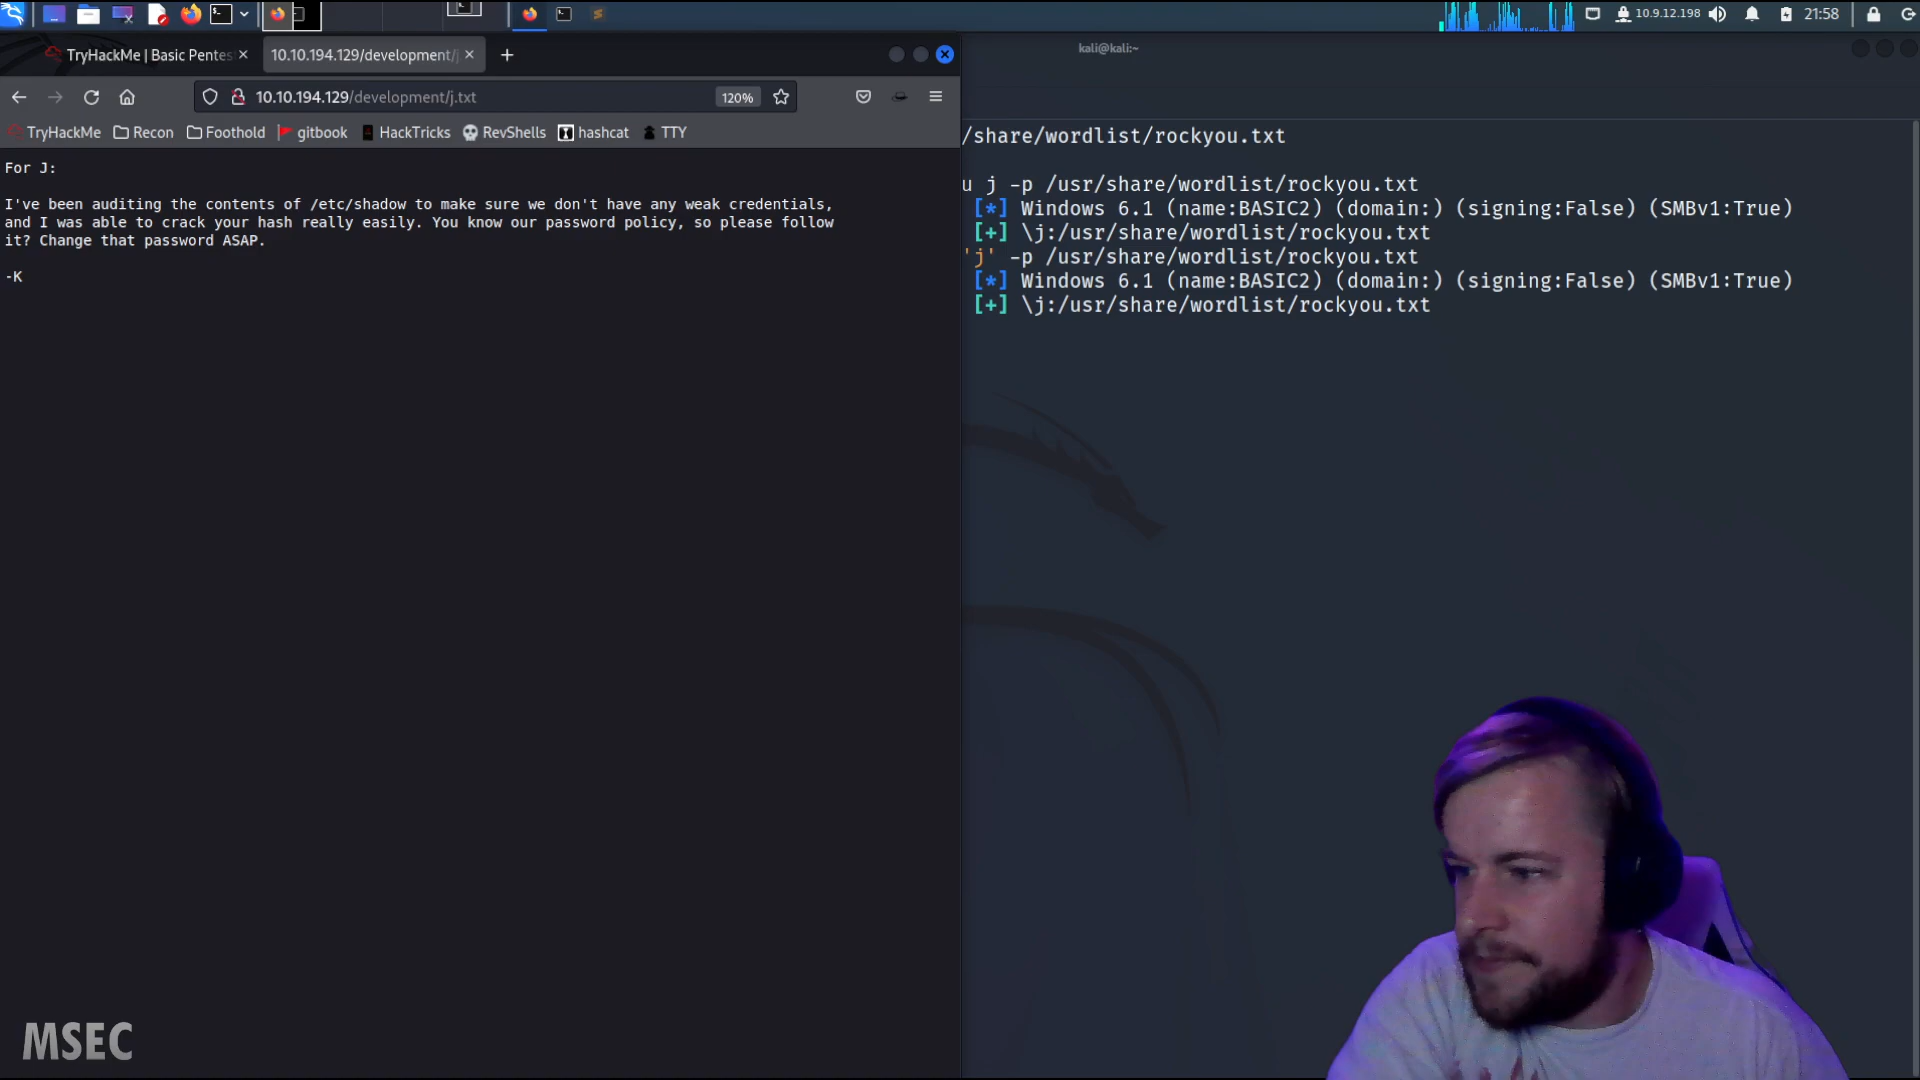 21:58
10.9.12.198
TryHackMe | Basic Pentes
10.10.194.129/development/j
kali@kali:~
10.10.194.129/development/j.txt
120%
TryHackMe
Recon
Foothold
gitbook
HackTricks
RevShells
hashcat
TTY
For J:
I've been auditing the contents of /etc/shadow to make sure we don't have any weak credentials,
and I was able to crack your hash really easily. You know our password policy, so please follow
it? Change that password ASAP.
-K
/share/wordlist/rockyou.txt
u j -p /usr/share/wordlist/rockyou.txt
[*] Windows 6.1 (name:BASIC2) (domain:) (signing:False) (SMBv1:True)
[+] \j:/usr/share/wordlist/rockyou.txt
'j' -p /usr/share/wordlist/rockyou.txt
[*] Windows 6.1 (name:BASIC2) (domain:) (signing:False) (SMBv1:True)
[+] \j:/usr/share/wordlist/rockyou.txt
MSEC